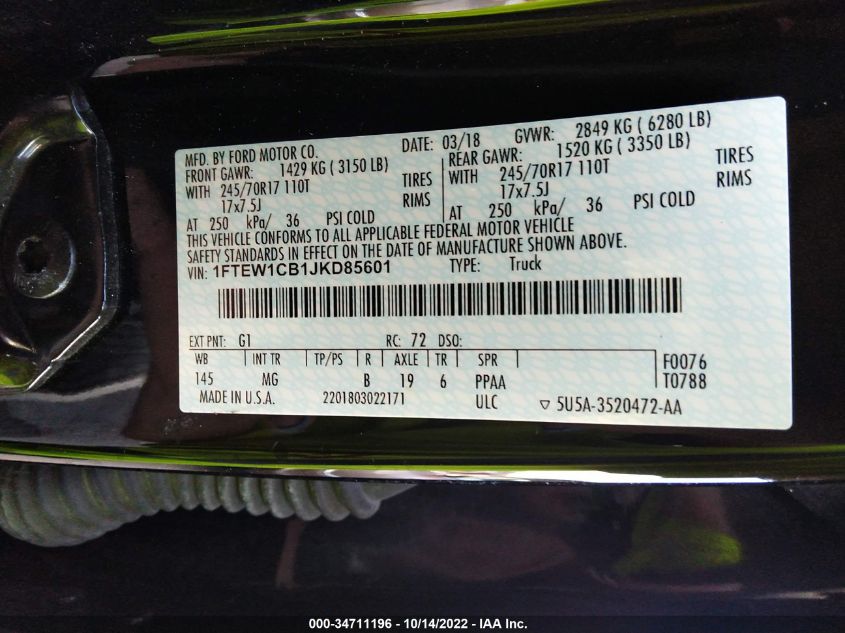 MFD. BY FORD MOTOR CO. DATE: 03/18 GVWR: 2849 KG ( 6280 LB)
FRONT GAWR: 1429 KG ( 3150 LB) REAR GAWR: 1520 KG ( 3350 LB)
WITH 245/70R17 110T TIRES WITH 245/70R17 110T TIRES
17x7.5J RIMS 17x7.5J RIMS
AT 250 kPa/ 36 PSI COLD AT 250 kPa/ 36 PSI COLD
THIS VEHICLE CONFORMS TO ALL APPLICABLE FEDERAL MOTOR VEHICLE
SAFETY STANDARDS IN EFFECT ON THE DATE OF MANUFACTURE SHOWN ABOVE.
VIN: 1FTEW1CB1JKD85601 TYPE: Truck
EXT PNT: G1 RC: 72 DSO:
WB INT TR TP/PS R AXLE TR SPR F0076
145 MG B 19 6 PPAA T0788
MADE IN U.S.A. 2201803022171 ULC ▽ 5U5A-3520472-AA
000-34711196 - 10/14/2022 - IAA Inc.